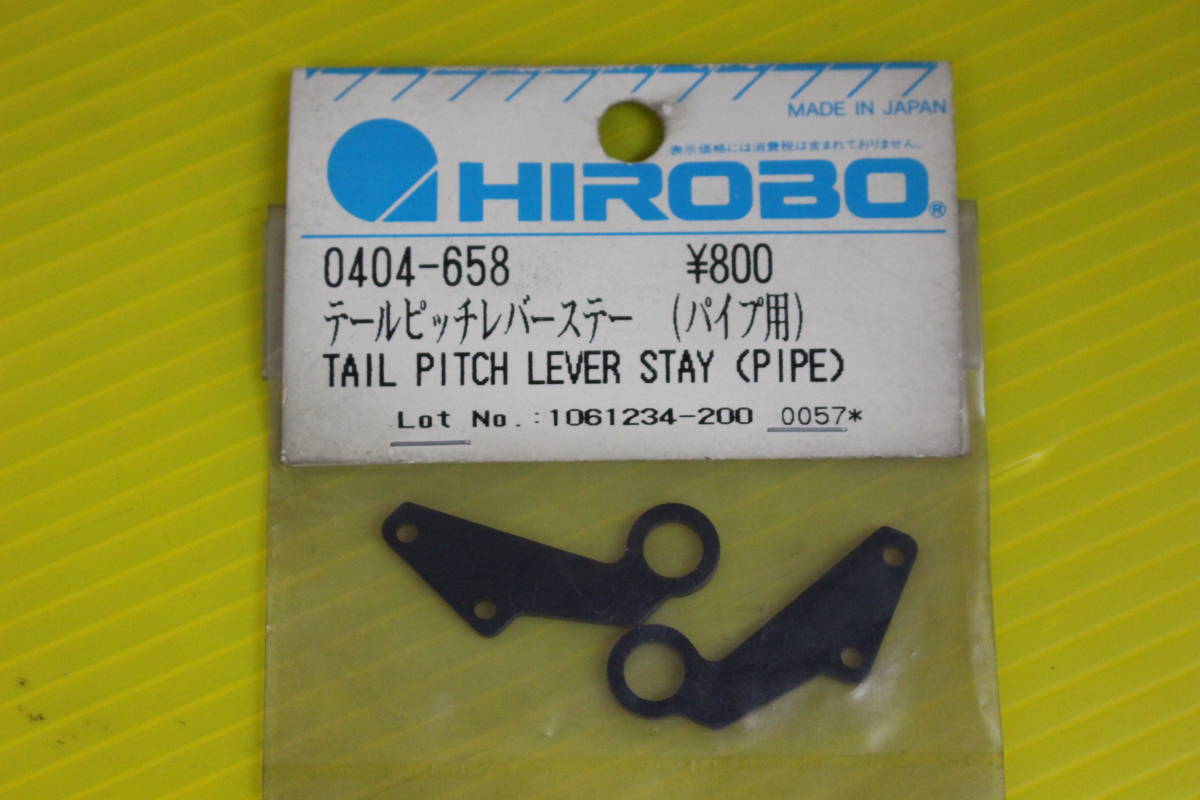 MADE IN JAPAN
表示価格には消費税は含まれておりません。
HIROBO®
0404-658 ¥800
テールピッチレバーステー (パイプ用)
TAIL PITCH LEVER STAY (PIPE)
Lot No.:1061234-200 0057*